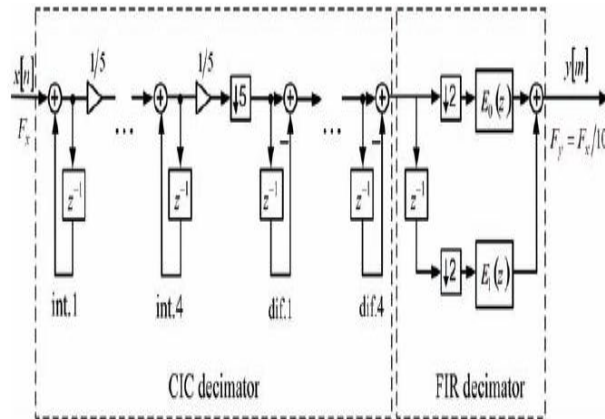 x[n]
F_x
1/5
1/5
↓5
↓2
E_0(z)
y[m]
F_y = F_x/10
...
...
z^{-1}
z^{-1}
z^{-1}
z^{-1}
z^{-1}
↓2
E_1(z)
int.1
int.4
dif.1
dif.4
CIC decimator
FIR decimator